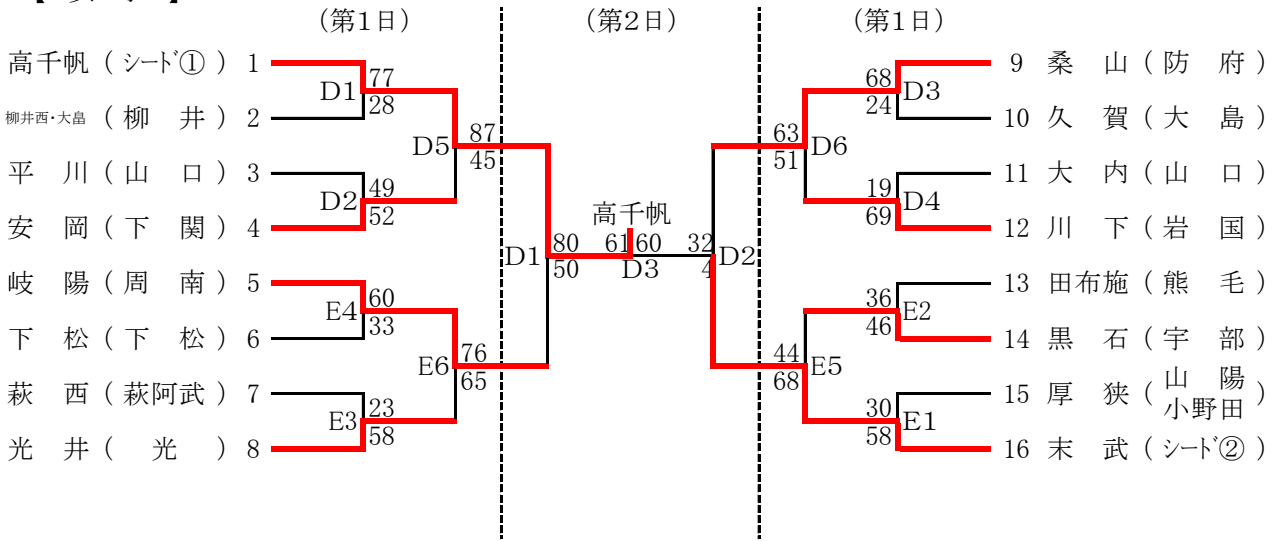 (第1日) (第2日) (第1日)
高千帆 ( シード① ) 1
柳井西・大畠 ( 柳 井 ) 2
平 川 ( 山 口 ) 3
安 岡 ( 下 関 ) 4
岐 陽 ( 周 南 ) 5
下 松 ( 下 松 ) 6
萩 西 ( 萩阿武 ) 7
光 井 ( 光 ) 8
D1 77 28
D2 49 52
E4 60 33
E3 23 58
D5 87 45
E6 76 65
D1 80 50
高千帆
61 60
D3
32 4 D2
63 51 D6
44 68 E5
68 24 D3
19 69 D4
36 46 E2
30 58 E1
9 桑 山 ( 防 府 )
10 久 賀 ( 大 島 )
11 大 内 ( 山 口 )
12 川 下 ( 岩 国 )
13 田布施 ( 熊 毛 )
14 黒 石 ( 宇 部 )
15 厚 狭 ( 山 陽 小野田 )
16 末 武 ( シード② )